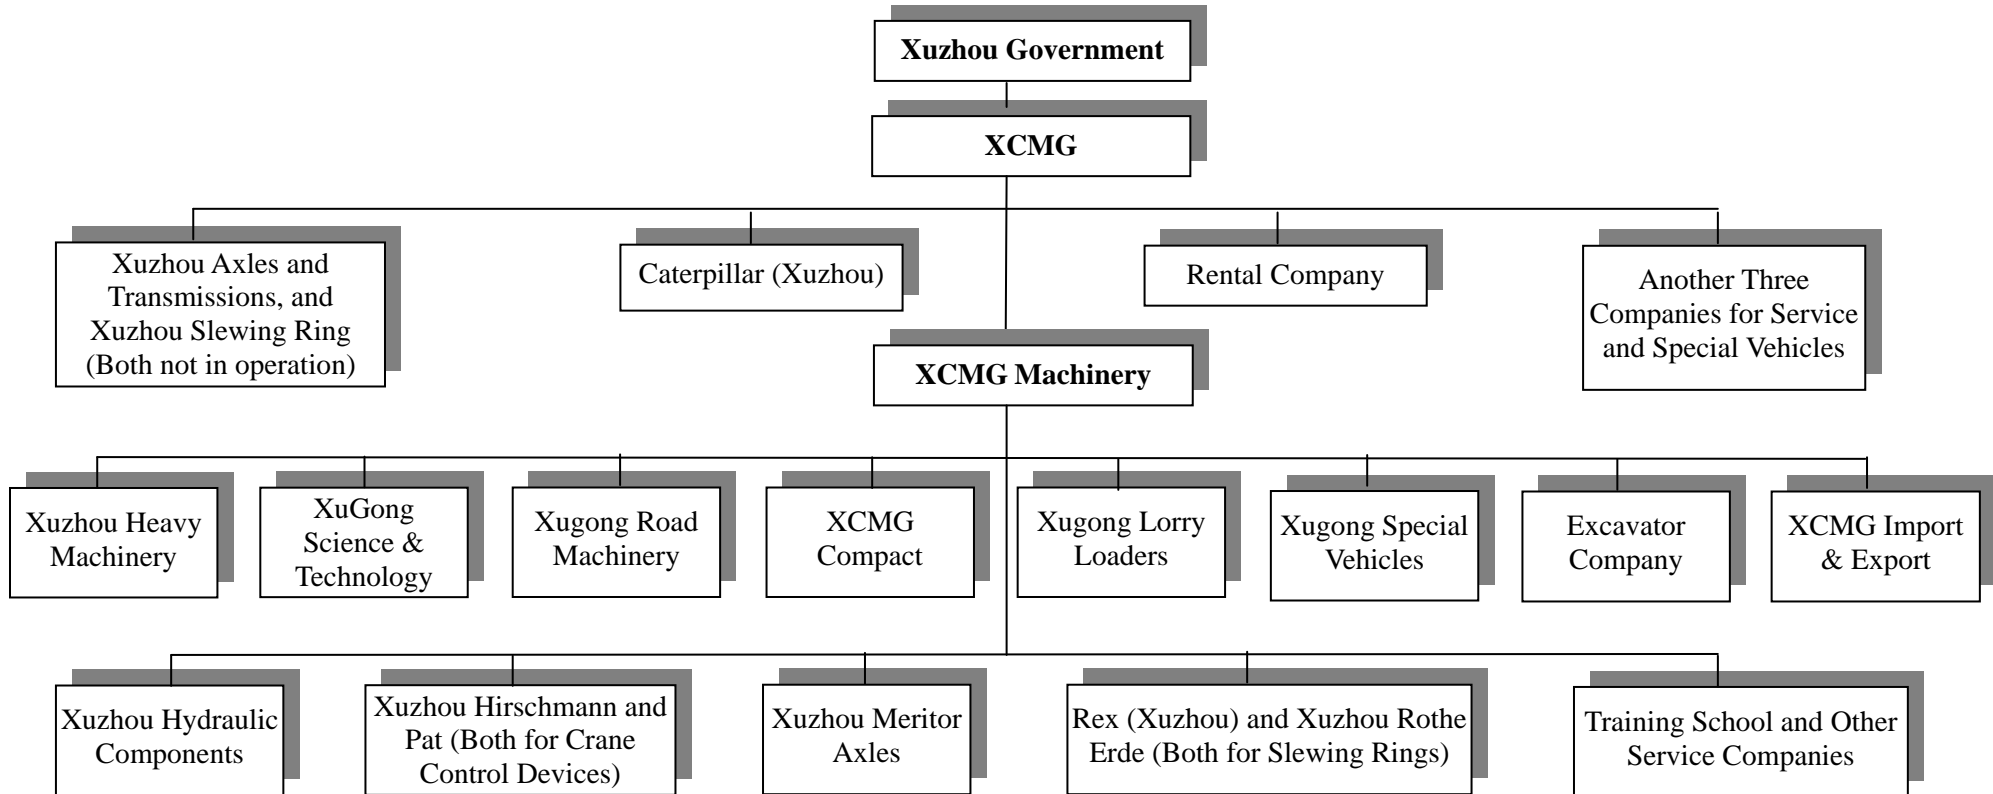 Xuzhou Government
XCMG
Xuzhou Axles and
Transmissions, and
Xuzhou Slewing Ring
(Both not in operation)
Caterpillar (Xuzhou)
Rental Company
Another Three
Companies for Service
and Special Vehicles
XCMG Machinery
Xuzhou Heavy
Machinery
XuGong
Science &
Technology
Xugong Road
Machinery
XCMG
Compact
Xugong Lorry
Loaders
Xugong Special
Vehicles
Excavator
Company
XCMG Import
& Export
Xuzhou Hydraulic
Components
Xuzhou Hirschmann and
Pat (Both for Crane
Control Devices)
Xuzhou Meritor
Axles
Rex (Xuzhou) and Xuzhou Rothe
Erde (Both for Slewing Rings)
Training School and Other
Service Companies